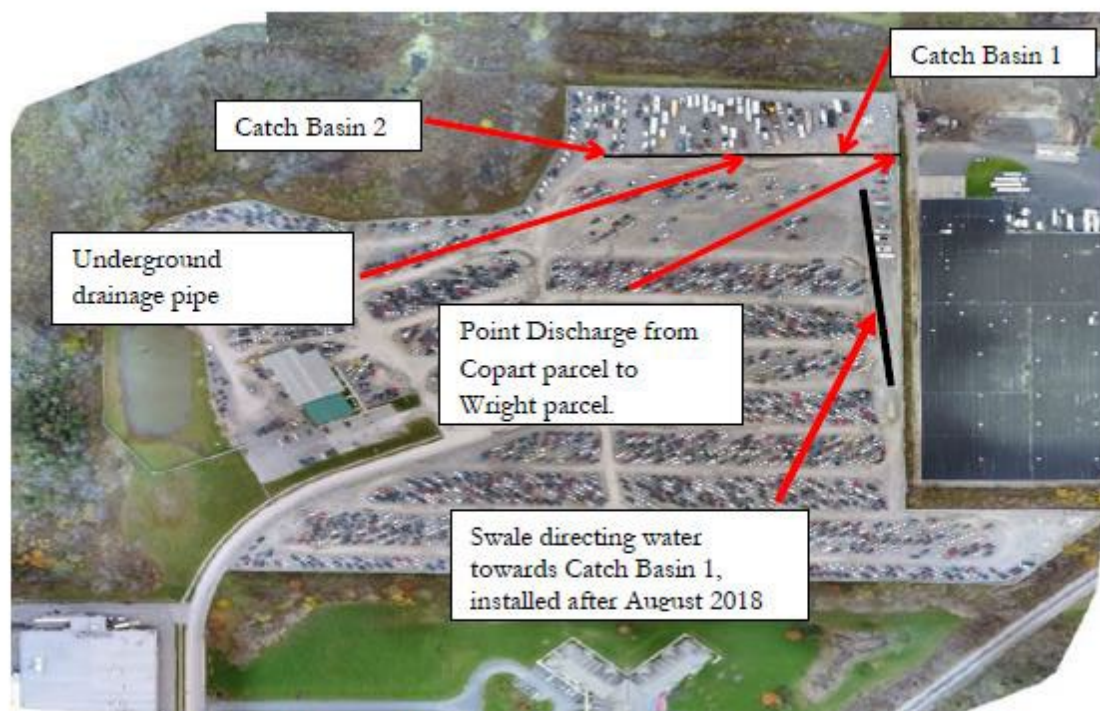 Catch Basin 1
Catch Basin 2
Underground
drainage pipe
Point Discharge from
Copart parcel to
Wright parcel.
Swale directing water
towards Catch Basin 1,
installed after August 2018